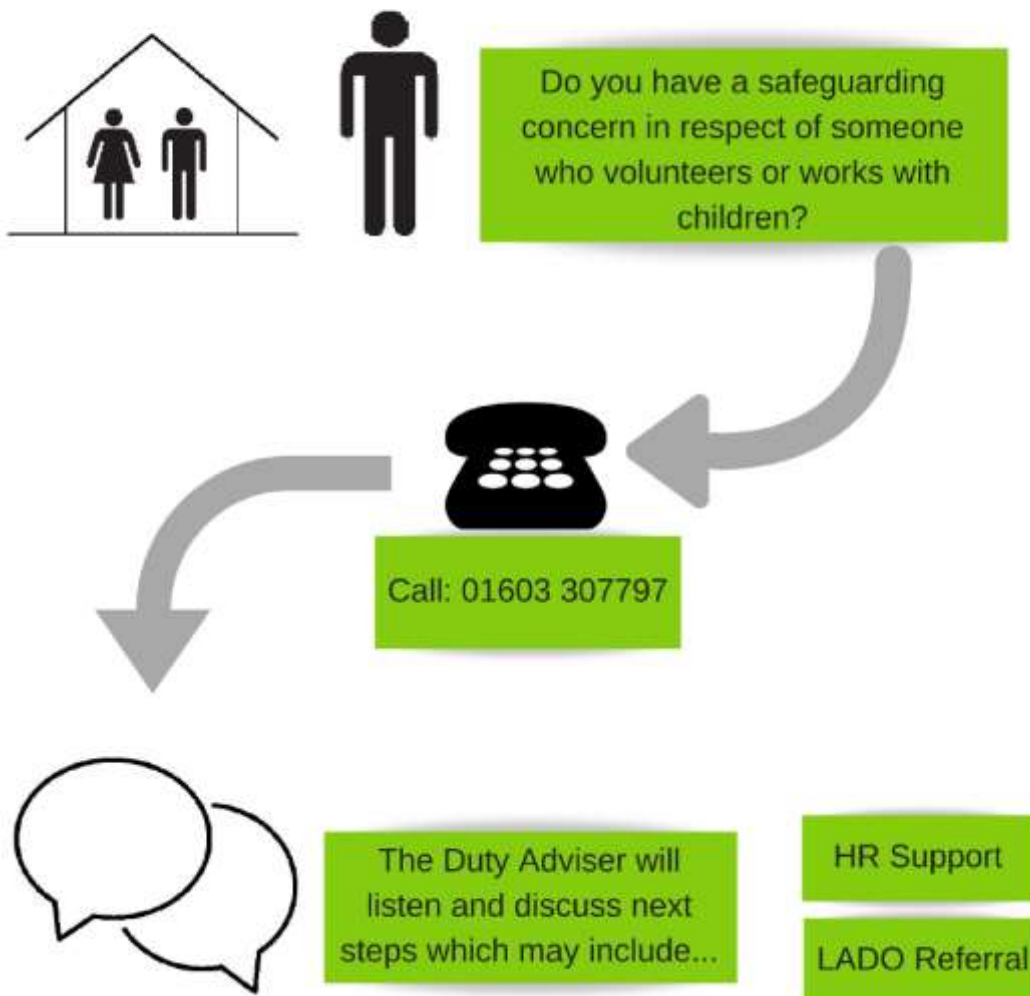 Do you have a safeguarding
concern in respect of someone
who volunteers or works with
children?
Call: 01603 307797
The Duty Adviser will
listen and discuss next
steps which may include...
HR Support
LADO Referral